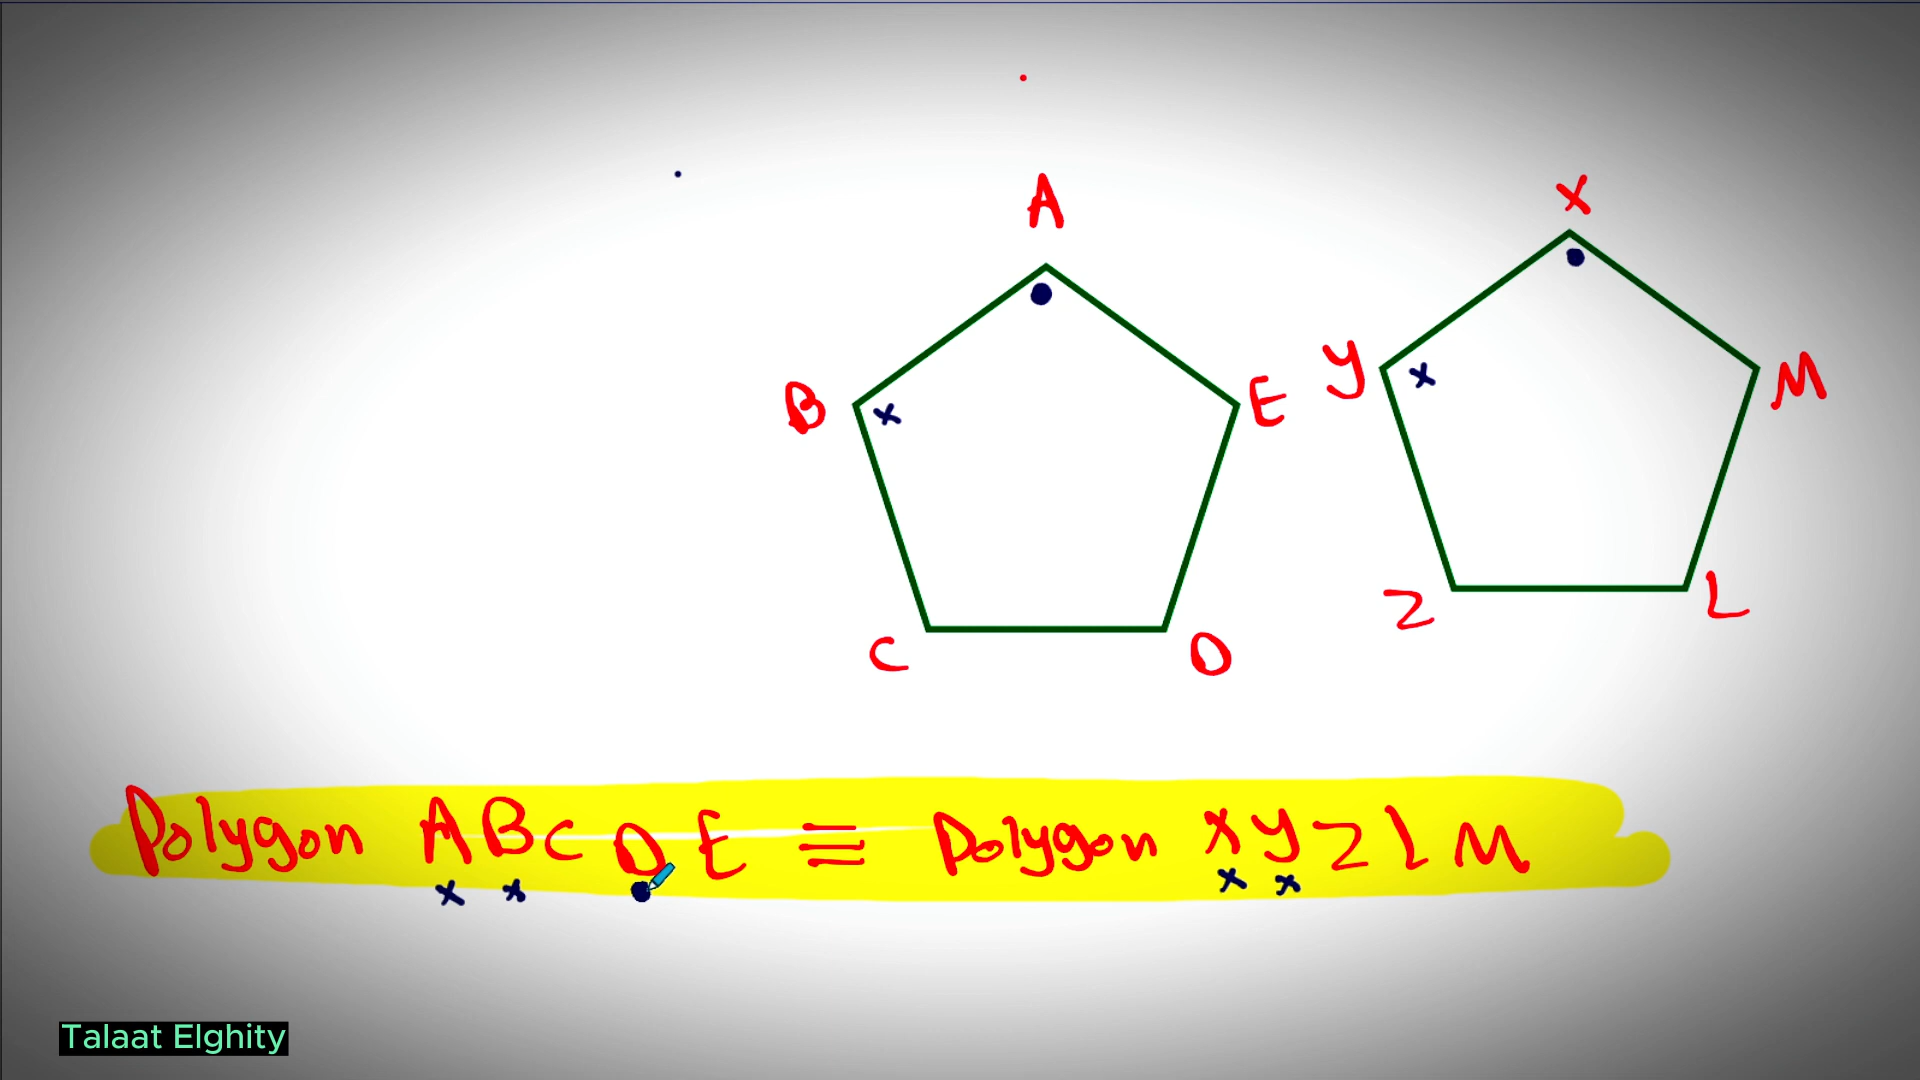 A
X
B
E
Y
M
C
D
Z
L
Polygon ABCDE ≡ Polygon XYZLM
Talaat Elghity